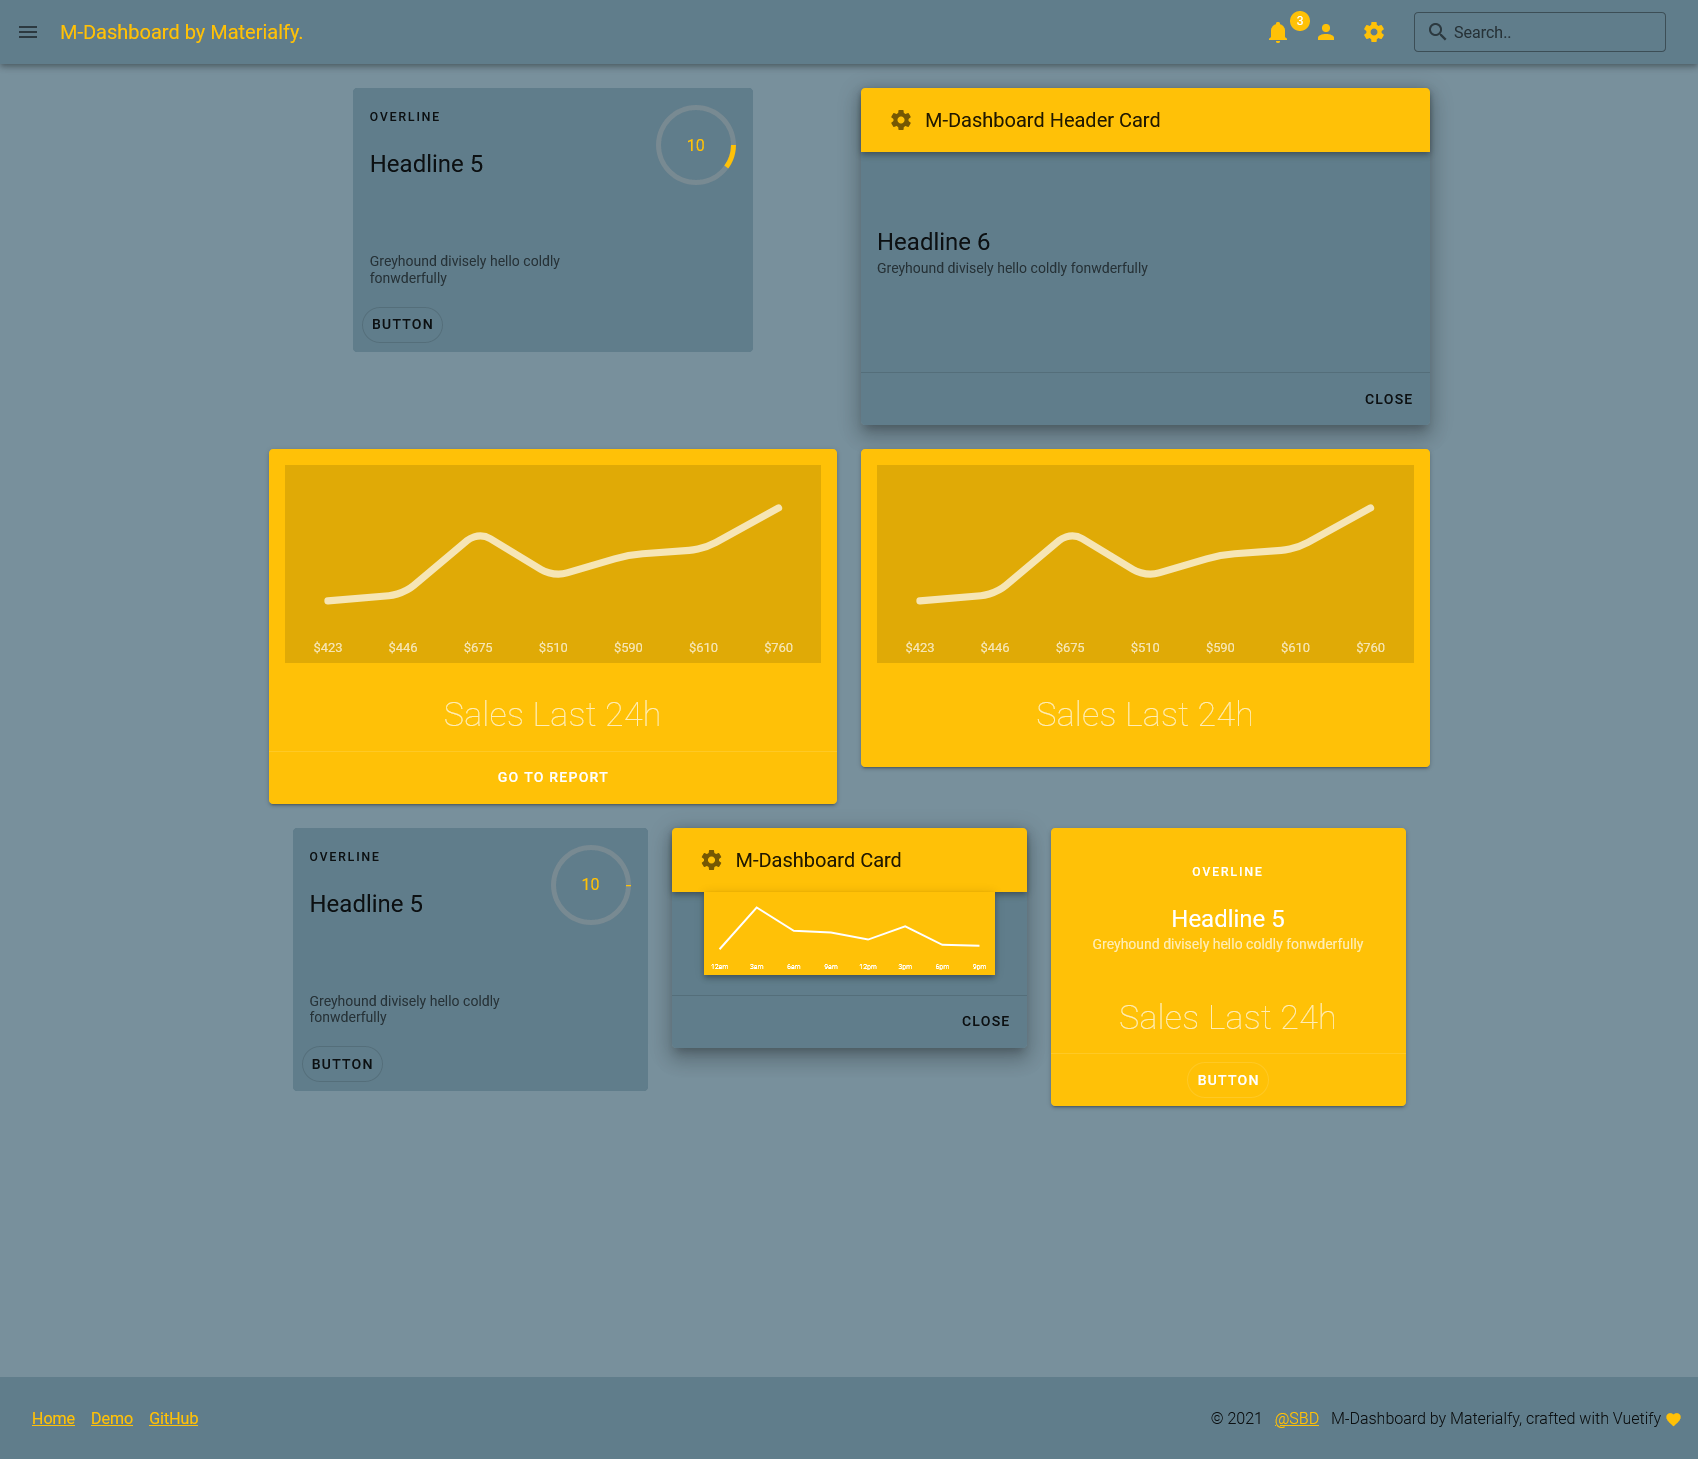 M-Dashboard by Materialfy.
3
Search..
OVERLINE
10
Headline 5
Greyhound divisely hello coldly
fonwderfully
BUTTON
M-Dashboard Header Card
Headline 6
Greyhound divisely hello coldly fonwderfully
CLOSE
$423 $446 $675 $510 $590 $610 $760
Sales Last 24h
GO TO REPORT
$423 $446 $675 $510 $590 $610 $760
Sales Last 24h
OVERLINE
10
Headline 5
Greyhound divisely hello coldly
fonwderfully
BUTTON
M-Dashboard Card
12am 3am 6am 9am 12pm 3pm 6pm 9pm
CLOSE
OVERLINE
Headline 5
Greyhound divisely hello coldly fonwderfully
Sales Last 24h
BUTTON
Home Demo GitHub
© 2021 @SBD M-Dashboard by Materialfy, crafted with Vuetify